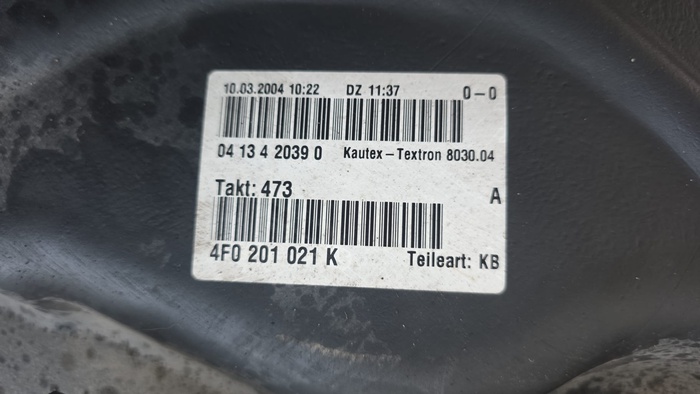 10.03.2004 10:22 DZ 11:37 0-0
04 13 4 2039 0 Kautex-Textron 8030.04
Takt: 473 A
4F0 201 021 K Teileart: KB